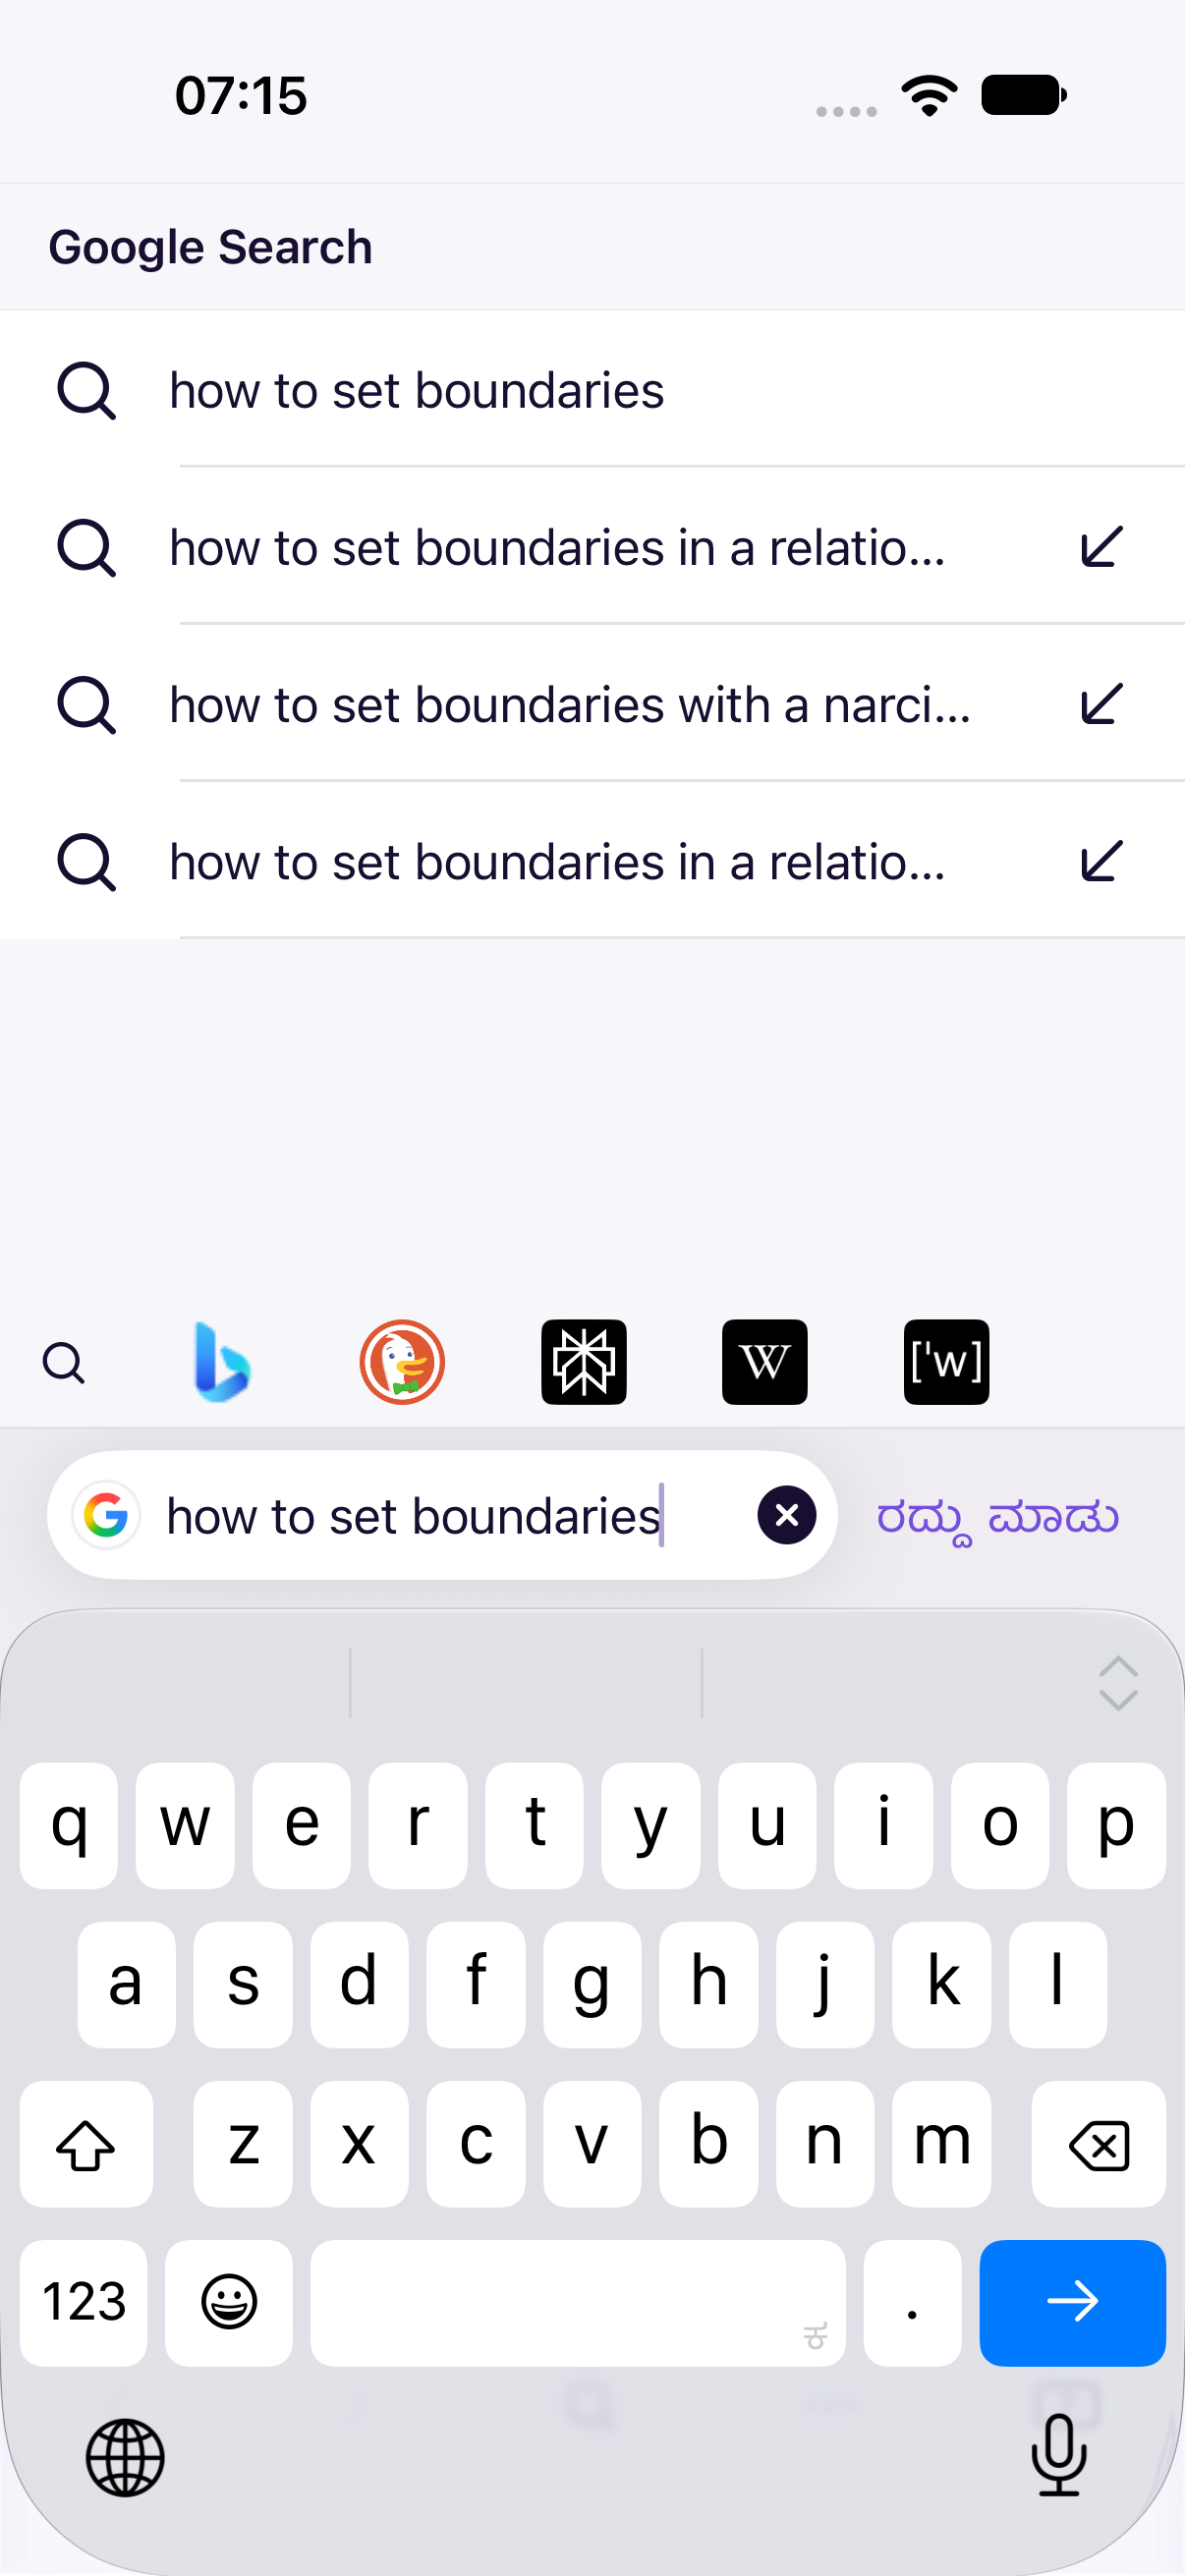 07:15
Google Search
how to set boundaries
how to set boundaries in a relatio...
how to set boundaries with a narci...
how to set boundaries in a relatio...
W ['w]
how to set boundaries ರದ್ದು ಮಾಡು
q w e r t y u i o p
a s d f g h j k l
z x c v b n m
123 .